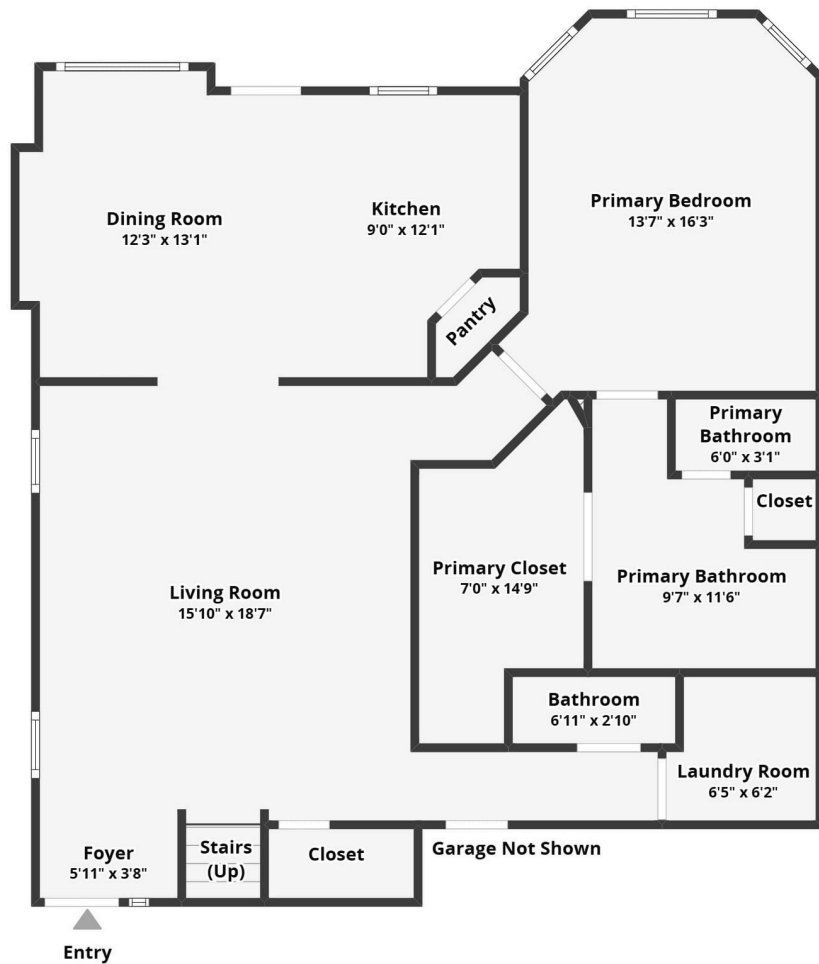 Dining Room
12'3" x 13'1"
Kitchen
9'0" x 12'1"
Primary Bedroom
13'7" x 16'3"
Pantry
Primary
Bathroom
6'0" x 3'1"
Closet
Primary Closet
7'0" x 14'9"
Primary Bathroom
9'7" x 11'6"
Living Room
15'10" x 18'7"
Bathroom
6'11" x 2'10"
Laundry Room
6'5" x 6'2"
Foyer
5'11" x 3'8"
Stairs
(Up)
Closet
Garage Not Shown
Entry